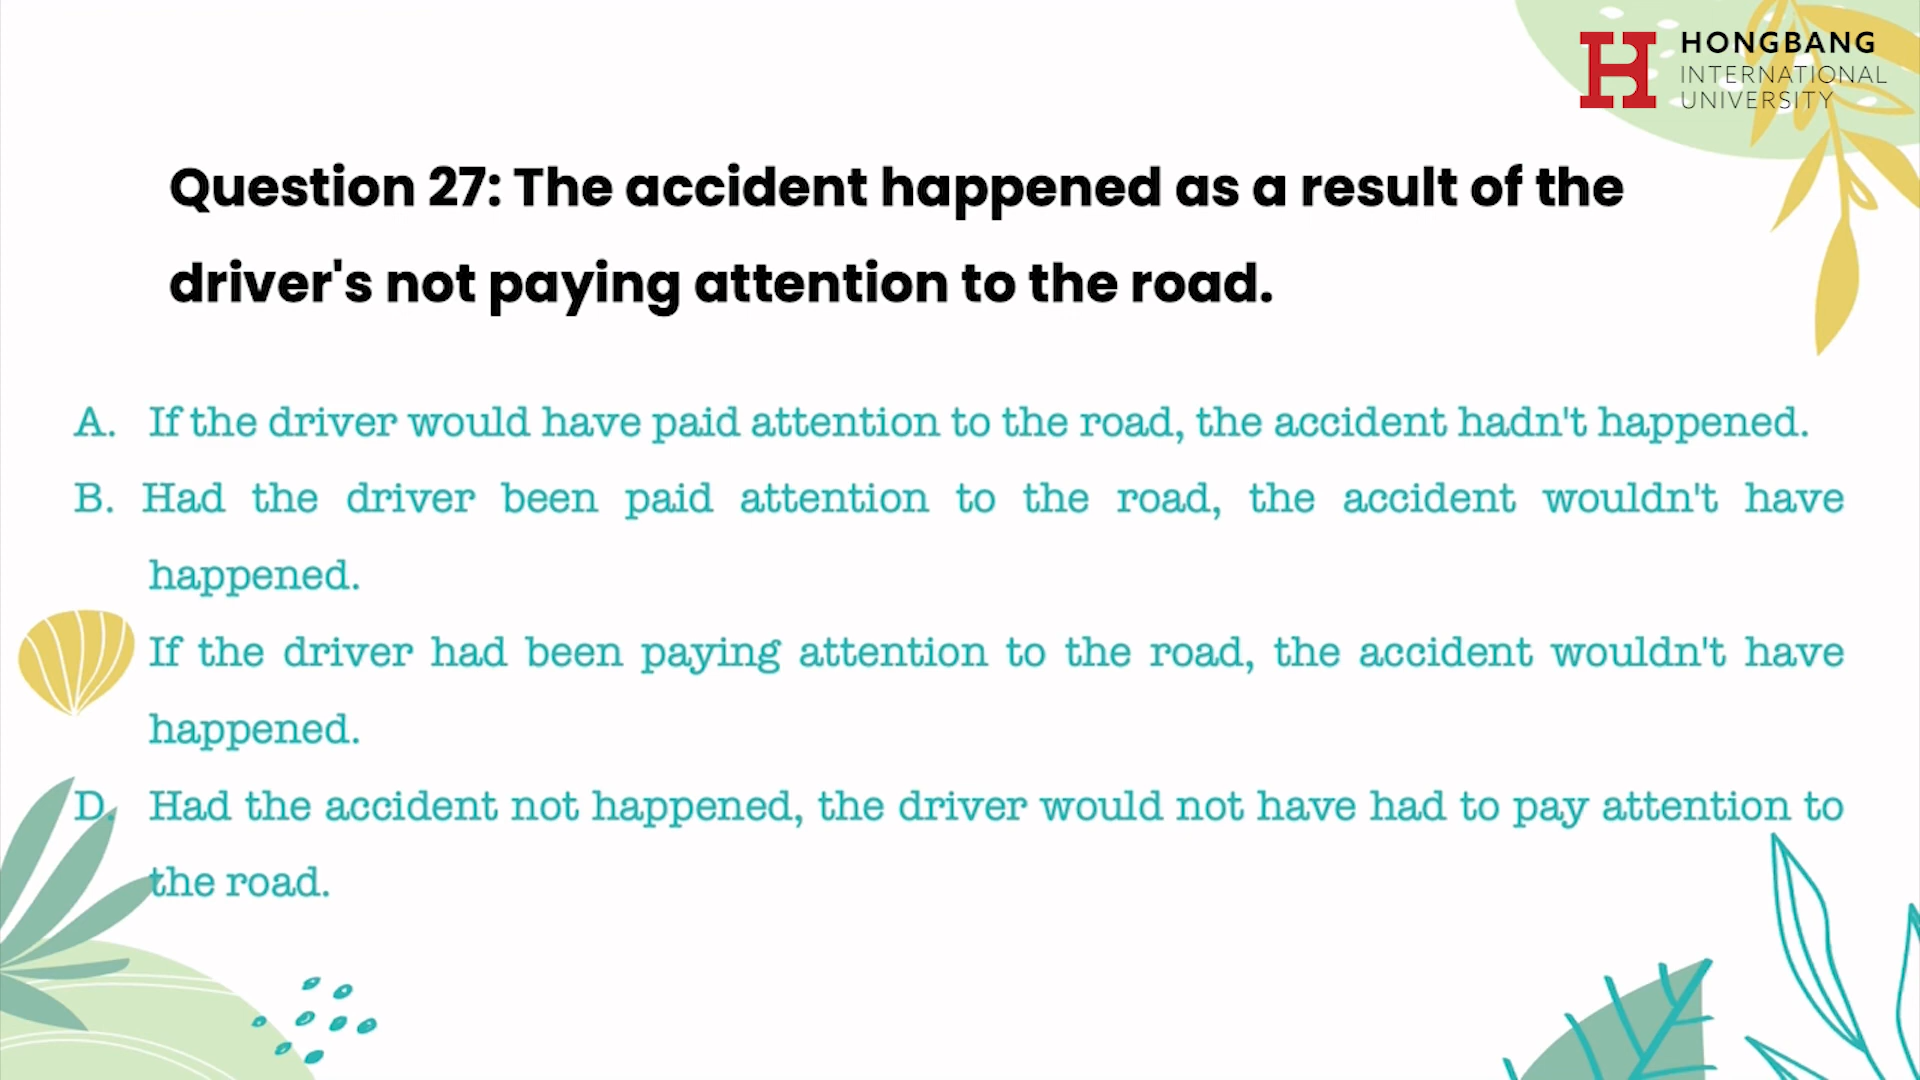 HONGBANG
INTERNATIONAL
UNIVERSITY
Question 27: The accident happened as a result of the
driver's not paying attention to the road.
A. If the driver would have paid attention to the road, the accident hadn't happened.
B. Had the driver been paid attention to the road, the accident wouldn't have
happened.
If the driver had been paying attention to the road, the accident wouldn't have
happened.
D. Had the accident not happened, the driver would not have had to pay attention to
the road.